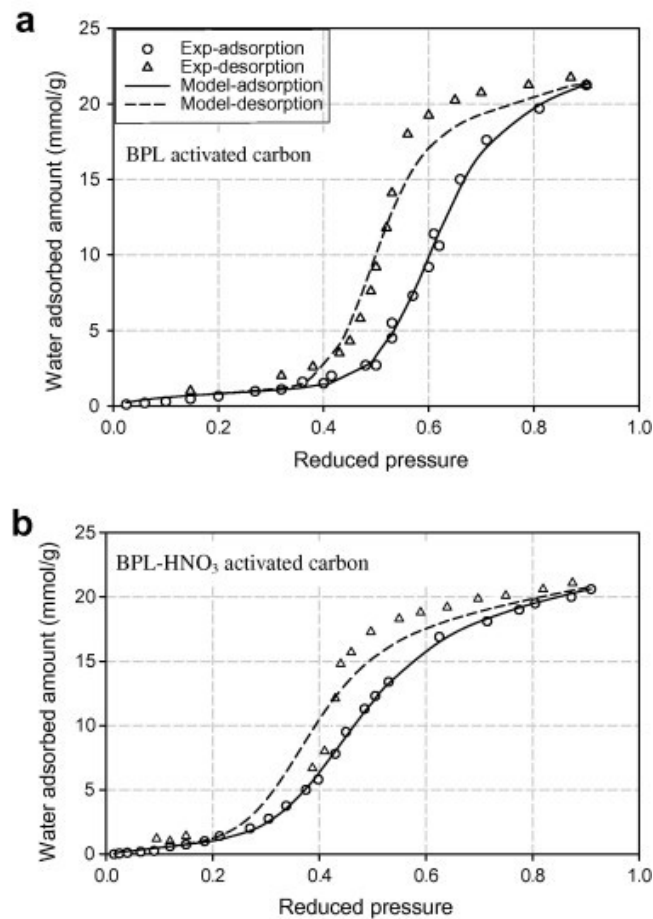 a
25
20
15
10
5
0
Water adsorbed amount (mmol/g)
Exp-adsorption
Exp-desorption
Model-adsorption
Model-desorption
BPL activated carbon
0.0 0.2 0.4 0.6 0.8 1.0
Reduced pressure
b
25
20
15
10
5
0
Water adsorbed amount (mmol/g)
BPL-HNO₃ activated carbon
0.0 0.2 0.4 0.6 0.8 1.0
Reduced pressure